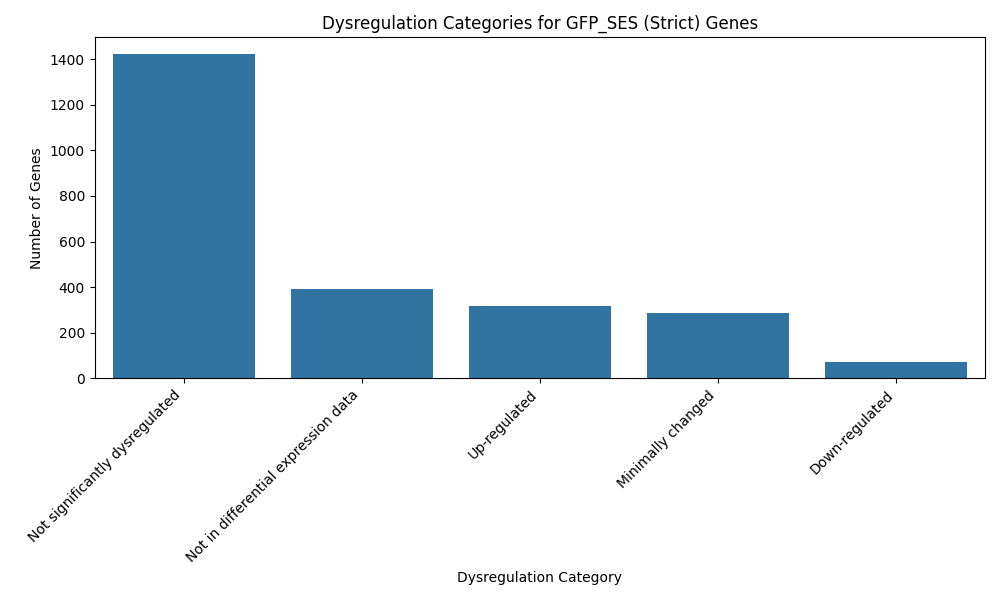 Dysregulation Categories for GFP_SES (Strict) Genes
Number of Genes
1400
1200
1000
800
600
400
200
0
Not significantly dysregulated
Not in differential expression data
Up-regulated
Minimally changed
Down-regulated
Dysregulation Category